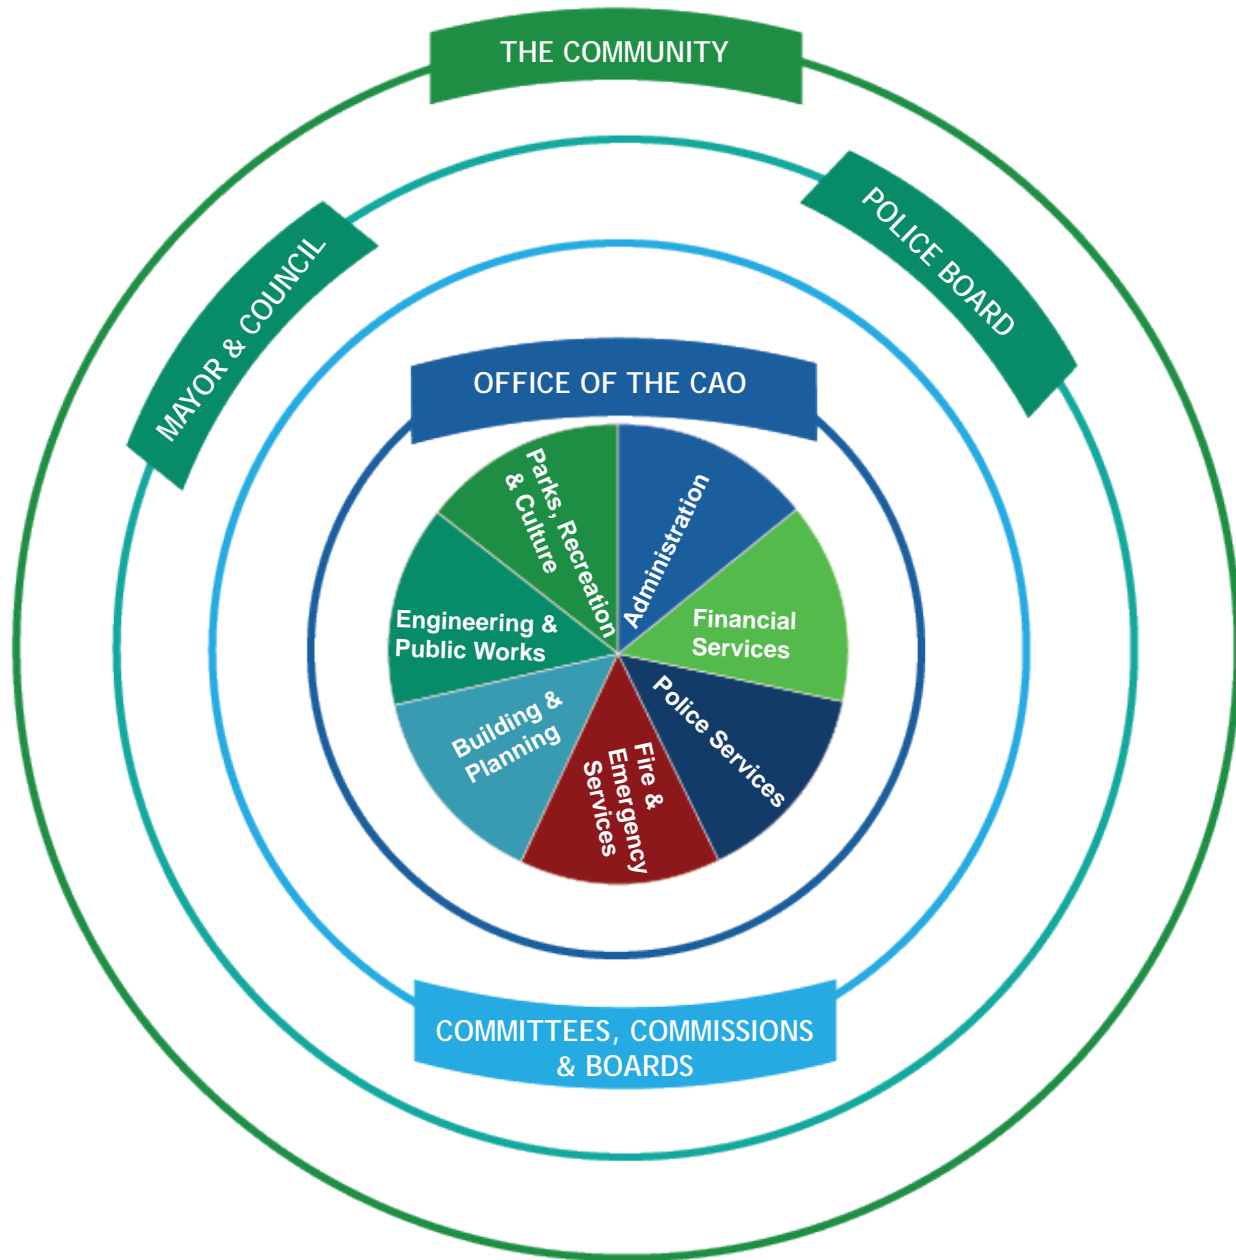 THE COMMUNITY
MAYOR & COUNCIL
POLICE BOARD
OFFICE OF THE CAO
Parks, Recreation
& Culture
Administration
Engineering &
Public Works
Financial
Services
Building &
Planning
Fire &
Emergency
Services
Police Services
COMMITTEES, COMMISSIONS
& BOARDS